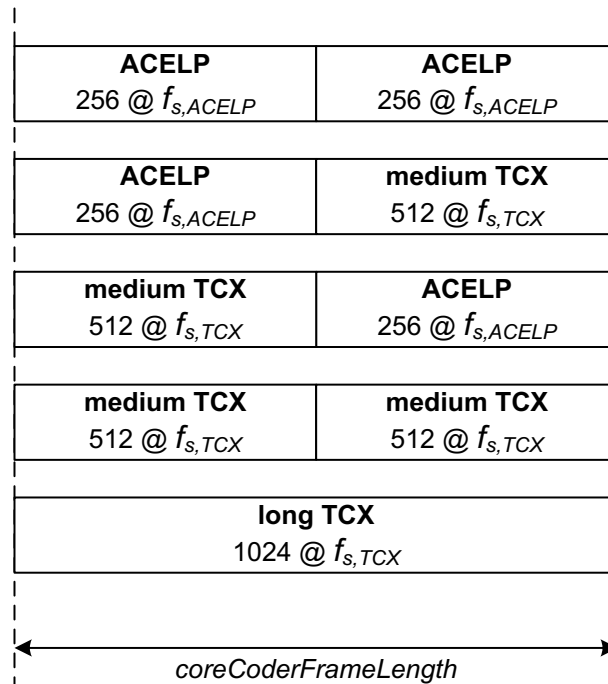 ACELP ACELP
256 @ fs,ACELP 256 @ fs,ACELP
ACELP medium TCX
256 @ fs,ACELP 512 @ fs,TCX
medium TCX ACELP
512 @ fs,TCX 256 @ fs,ACELP
medium TCX medium TCX
512 @ fs,TCX 512 @ fs,TCX
long TCX
1024 @ fs,TCX
coreCoderFrameLength